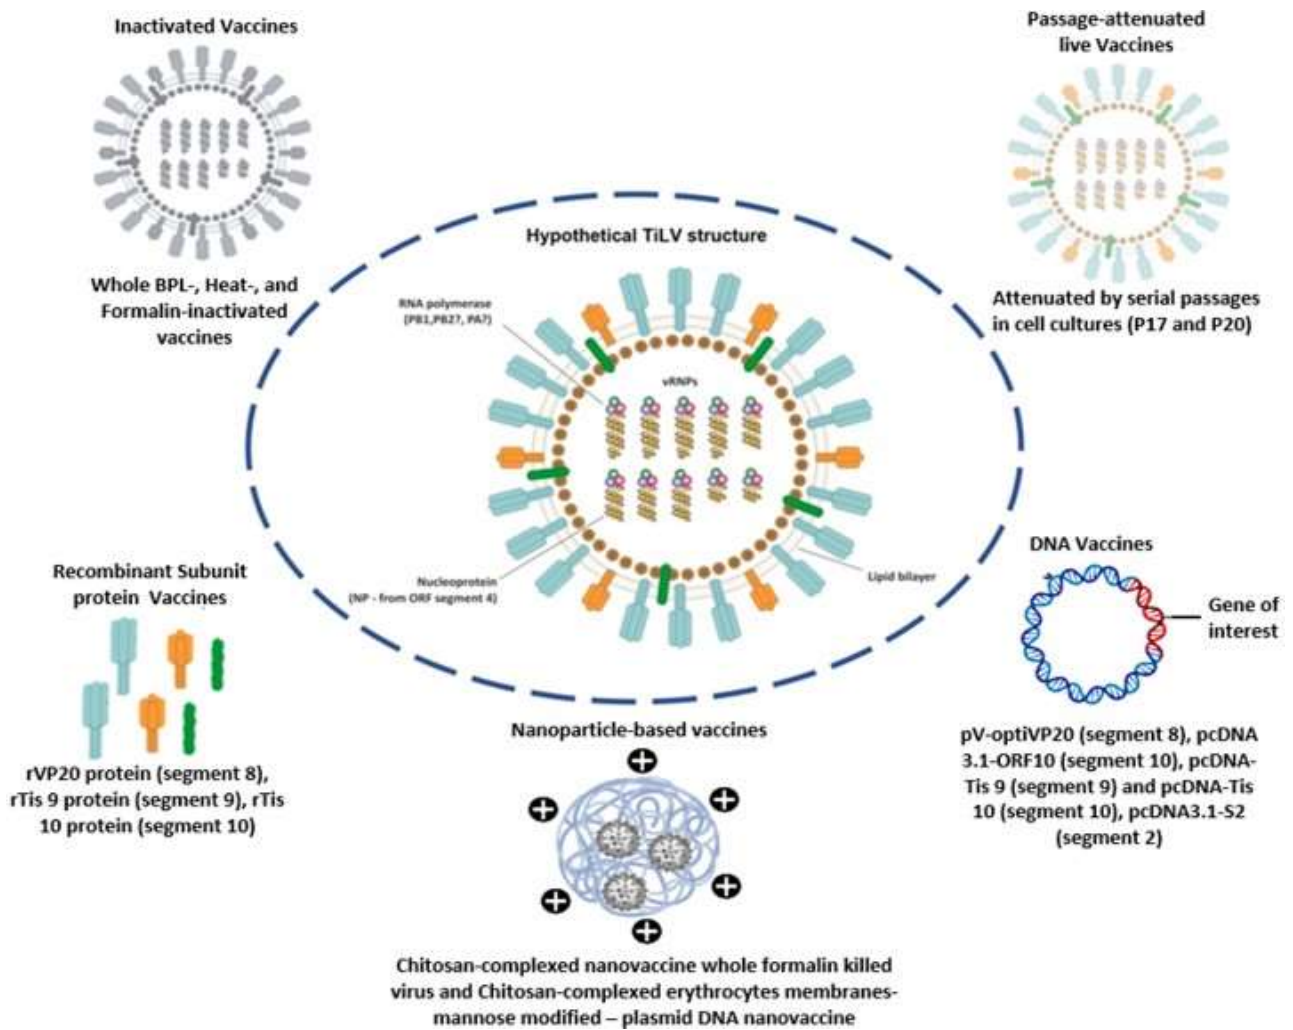 Inactivated Vaccines
Whole BPL-, Heat-, and
Formalin-inactivated
vaccines
Passage-attenuated
live Vaccines
Attenuated by serial passages
in cell cultures (P17 and P20)
Hypothetical TiLV structure
RNA polymerase
(PB1,PB2?, PA?)
vRNPs
Nucleoprotein
(NP - from ORF segment 4)
Lipid bilayer
Recombinant Subunit
protein Vaccines
rVP20 protein (segment 8),
rTis 9 protein (segment 9), rTis
10 protein (segment 10)
DNA Vaccines
Gene of
interest
pV-optiVP20 (segment 8), pcDNA
3.1-ORF10 (segment 10), pcDNA-
Tis 9 (segment 9) and pcDNA-Tis
10 (segment 10), pcDNA3.1-S2
(segment 2)
Nanoparticle-based vaccines
Chitosan-complexed nanovaccine whole formalin killed
virus and Chitosan-complexed erythrocytes membranes-
mannose modified – plasmid DNA nanovaccine